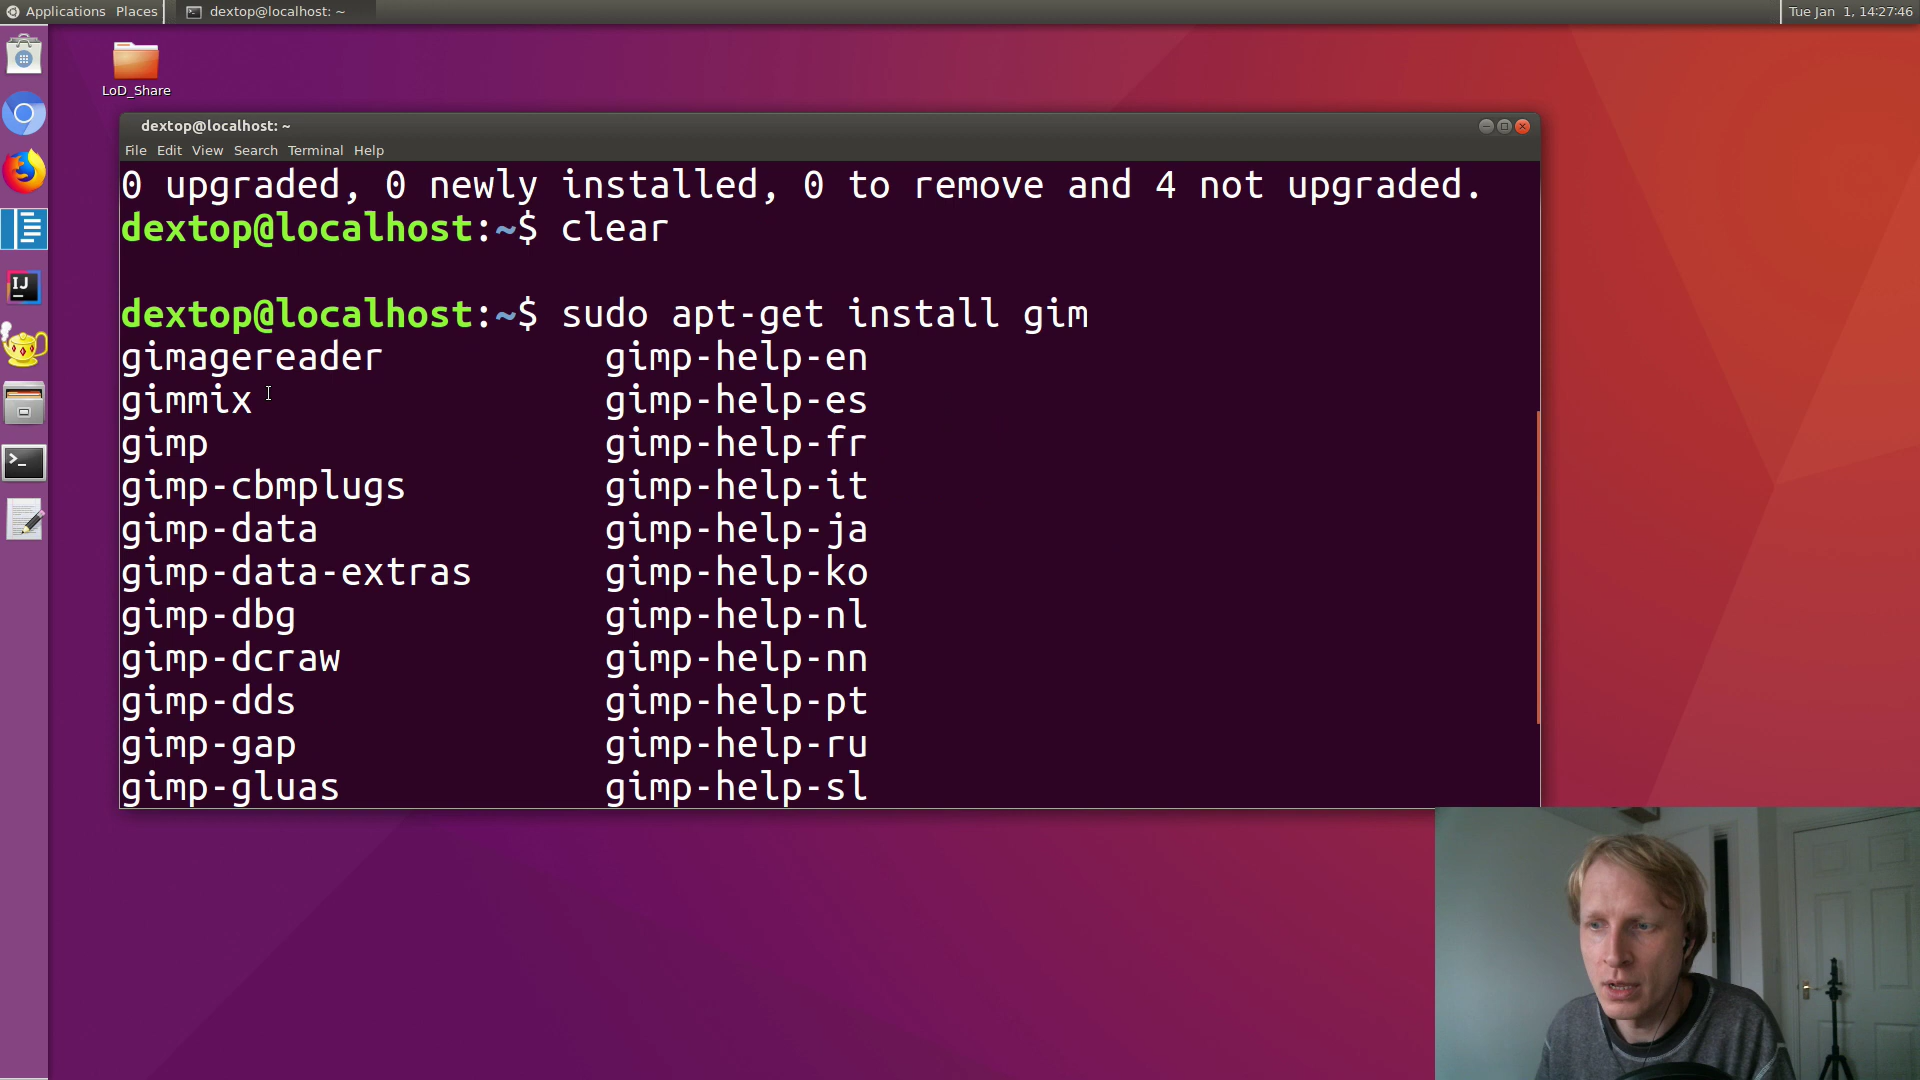 Applications Places dextop@localhost: ~ Tue Jan 1, 14:27:46
LoD_Share
dextop@localhost: ~
File Edit View Search Terminal Help
0 upgraded, 0 newly installed, 0 to remove and 4 not upgraded.
dextop@localhost:~$ clear
dextop@localhost:~$ sudo apt-get install gim
gimagereader gimp-help-en
gimmix gimp-help-es
gimp gimp-help-fr
gimp-cbmplugs gimp-help-it
gimp-data gimp-help-ja
gimp-data-extras gimp-help-ko
gimp-dbg gimp-help-nl
gimp-dcraw gimp-help-nn
gimp-dds gimp-help-pt
gimp-gap gimp-help-ru
gimp-gluas gimp-help-sl
IJ
>_